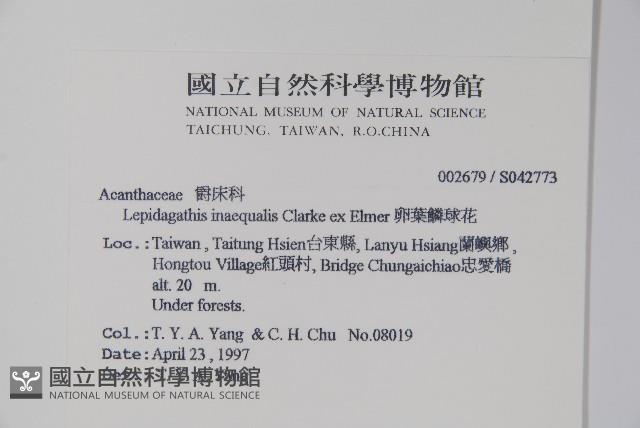 國立自然科學博物館
NATIONAL MUSEUM OF NATURAL SCIENCE
TAICHUNG, TAIWAN, R.O.CHINA
002679 / S042773
Acanthaceae 爵床科
Lepidagathis inaequalis Clarke ex Elmer 卵葉鱗球花
Loc.:Taiwan , Taitung Hsien台東縣, Lanyu Hsiang蘭嶼鄉 ,
Hongtou Village紅頭村, Bridge Chungaichiao忠愛橋
alt. 20 m.
Under forests.
Col.:T. Y. A. Yang & C. H. Chu No.08019
Date:April 23 , 1997
國立自然科學博物館
NATIONAL MUSEUM OF NATURAL SCIENCE